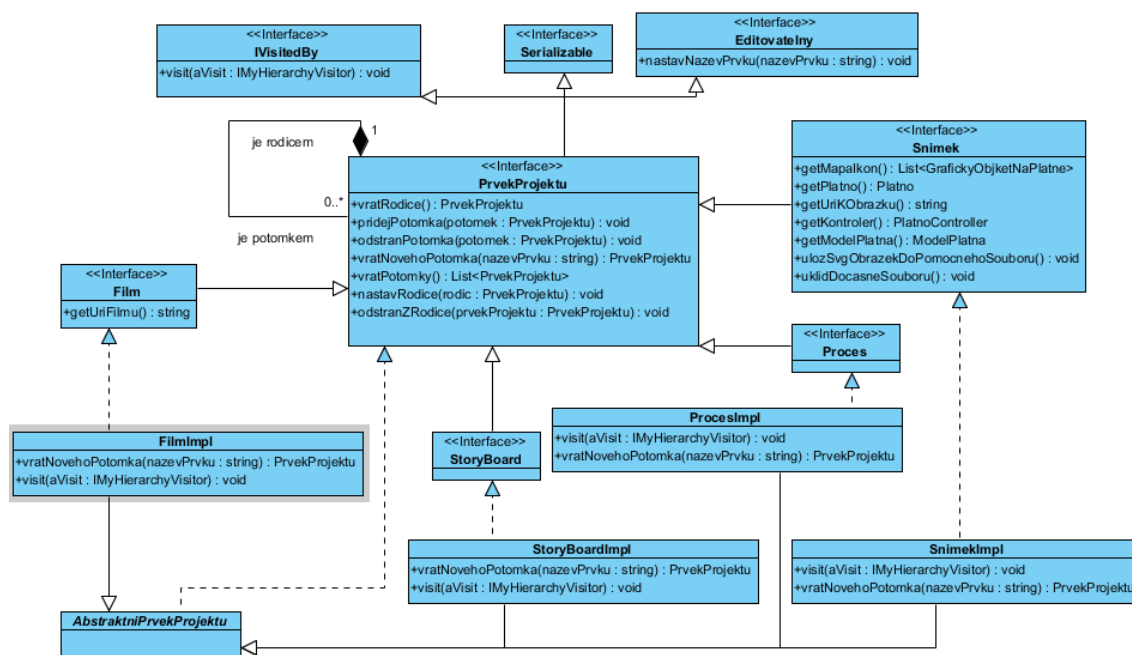 <<Interface>>
IVisitedBy
+visit(aVisit : IMyHierarchyVisitor) : void
<<Interface>>
Serializable
<<Interface>>
Editovatelny
+nastavNazevPrvku(nazevPrvku : string) : void
je rodicem
1
0..*
je potomkem
<<Interface>>
PrvekProjektu
+vratRodice() : PrvekProjektu
+pridejPotomka(potomek : PrvekProjektu) : void
+odstranPotomka(potomek : PrvekProjektu) : void
+vratNovehoPotomka(nazevPrvku : string) : PrvekProjektu
+vratPotomky() : List<PrvekProjektu>
+nastavRodice(rodic : PrvekProjektu) : void
+odstranZRodice(prvekProjektu : PrvekProjektu) : void
<<Interface>>
Snimek
+getMapaIkon() : List<GrafickyObjketNaPlatne>
+getPlatno() : Platno
+getUriKObrazku() : string
+getKontroler() : PlatnoController
+getModelPlatna() : ModelPlatna
+ulozSvgObrazekDoPomocnehoSouboru() : void
+uklidDocasneSouboru() : void
<<Interface>>
Film
+getUriFilmu() : string
<<Interface>>
Proces
FilmImpl
+vratNovehoPotomka(nazevPrvku : string) : PrvekProjektu
+visit(aVisit : IMyHierarchyVisitor) : void
<<Interface>>
StoryBoard
ProcesImpl
+visit(aVisit : IMyHierarchyVisitor) : void
+vratNovehoPotomka(nazevPrvku : string) : PrvekProjektu
StoryBoardImpl
+vratNovehoPotomka(nazevPrvku : string) : PrvekProjektu
+visit(aVisit : IMyHierarchyVisitor) : void
SnimekImpl
+visit(aVisit : IMyHierarchyVisitor) : void
+vratNovehoPotomka(nazevPrvku : string) : PrvekProjektu
AbstraktniPrvekProjektu